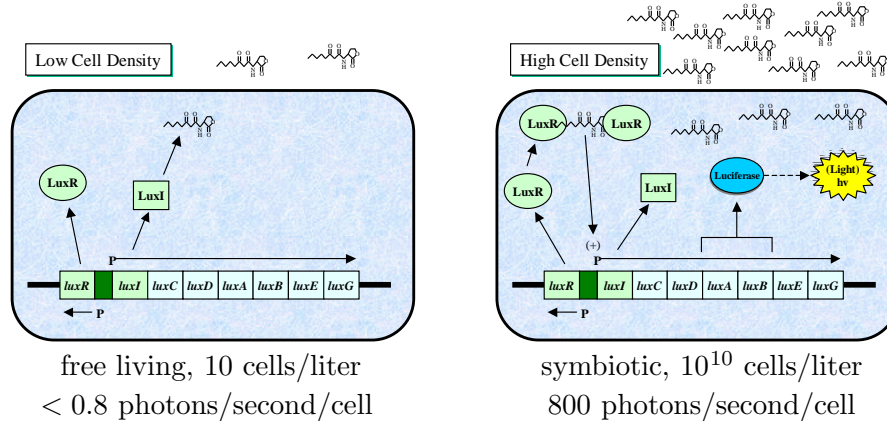 Low Cell Density
LuxR
LuxI
P
luxR luxI luxC luxD luxA luxB luxE luxG
P
free living, 10 cells/liter
< 0.8 photons/second/cell
High Cell Density
LuxR LuxR
LuxR
LuxI
Luciferase
(Light)
hν
(+)
P
luxR luxI luxC luxD luxA luxB luxE luxG
P
symbiotic, 10¹⁰ cells/liter
800 photons/second/cell